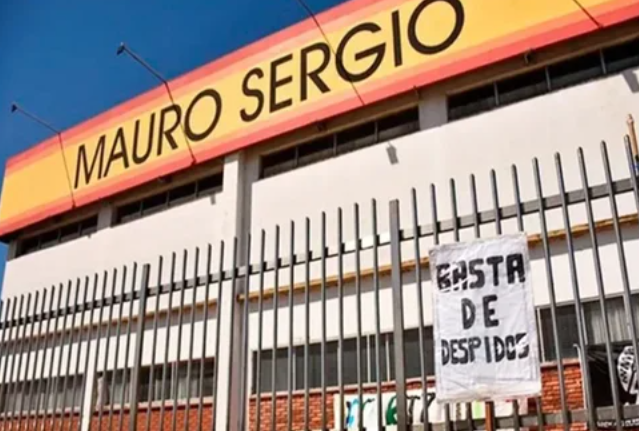 MAURO SERGIO
BASTA
DE
DESPIDOS